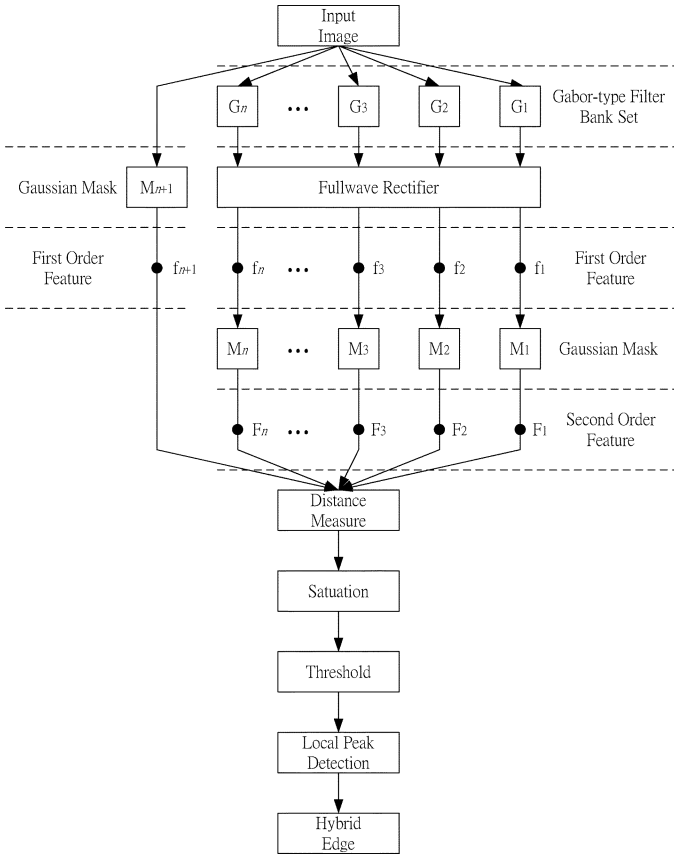 Input
Image
Gn ... G3 G2 G1
Gabor-type Filter
Bank Set
Gaussian Mask
Mn+1
Fullwave Rectifier
First Order
Feature
fn+1
fn ... f3 f2 f1
First Order
Feature
Mn ... M3 M2 M1
Gaussian Mask
Fn ... F3 F2 F1
Second Order
Feature
Distance
Measure
Satuation
Threshold
Local Peak
Detection
Hybrid
Edge